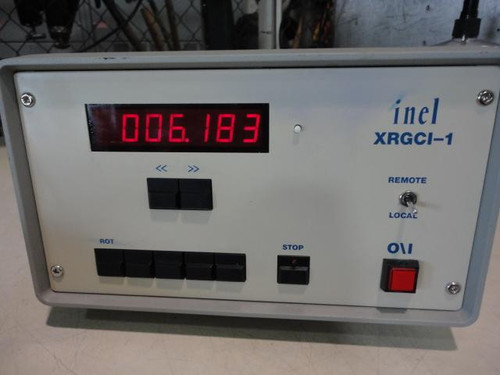 inel
XRGCI-1
006.183
<< >>
REMOTE
LOCAL
ROT
STOP
O\I